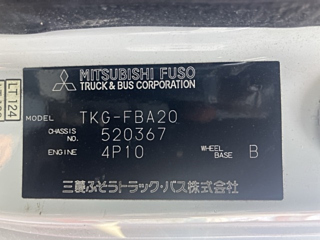 MITSUBISHI FUSO
TRUCK & BUS CORPORATION
MODEL TKG-FBA20
CHASSIS NO. 520367
ENGINE 4P10 WHEEL BASE B
三菱ふそうトラック・バス株式会社